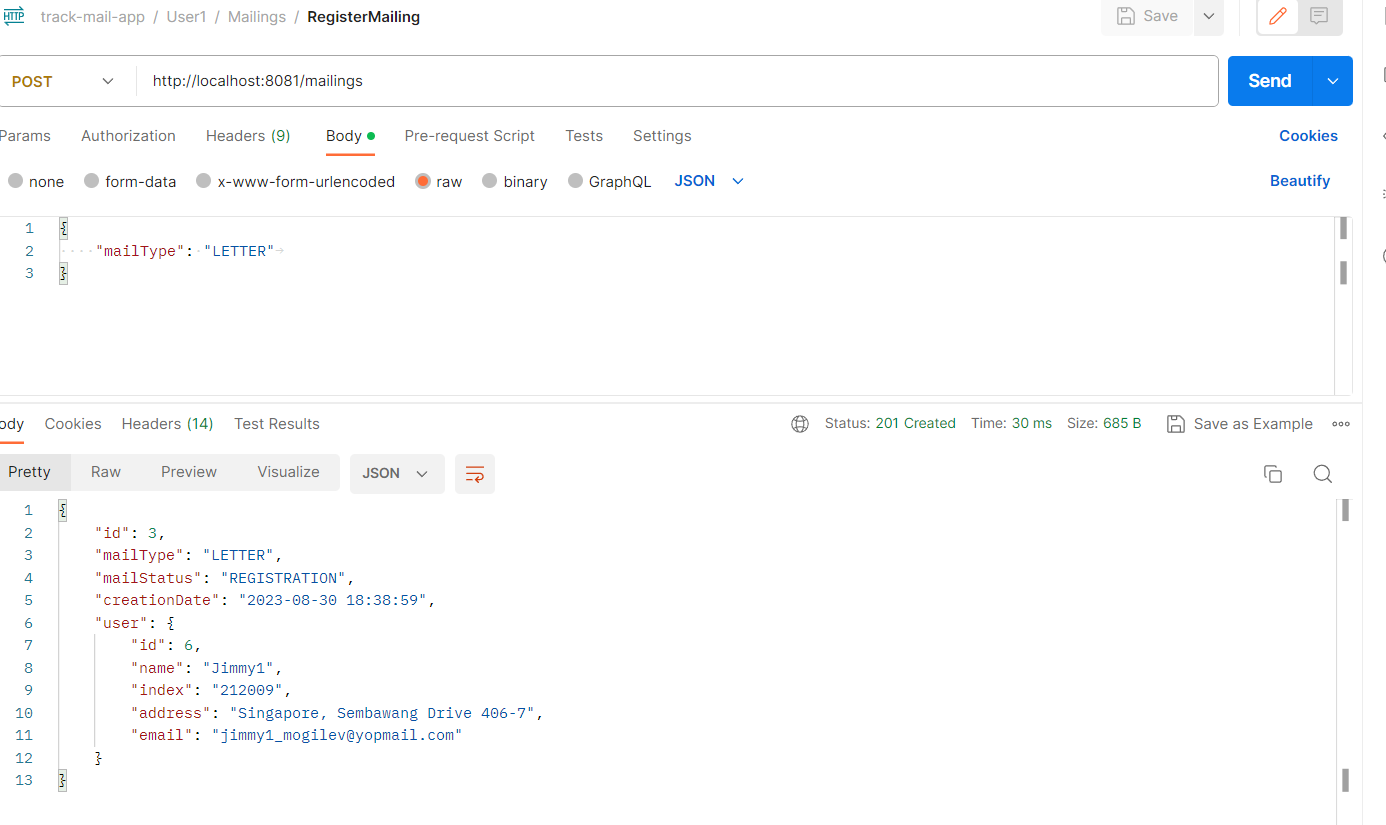 HTTP track-mail-app / User1 / Mailings / RegisterMailing Save
POST http://localhost:8081/mailings Send
Params Authorization Headers (9) Body Pre-request Script Tests Settings Cookies
none form-data x-www-form-urlencoded raw binary GraphQL JSON Beautify
1 {
2 "mailType": "LETTER"
3 }
ody Cookies Headers (14) Test Results Status: 201 Created Time: 30 ms Size: 685 B Save as Example
Pretty Raw Preview Visualize JSON
1 {
2 "id": 3,
3 "mailType": "LETTER",
4 "mailStatus": "REGISTRATION",
5 "creationDate": "2023-08-30 18:38:59",
6 "user": {
7 "id": 6,
8 "name": "Jimmy1",
9 "index": "212009",
10 "address": "Singapore, Sembawang Drive 406-7",
11 "email": "jimmy1_mogilev@yopmail.com"
12 }
13 }